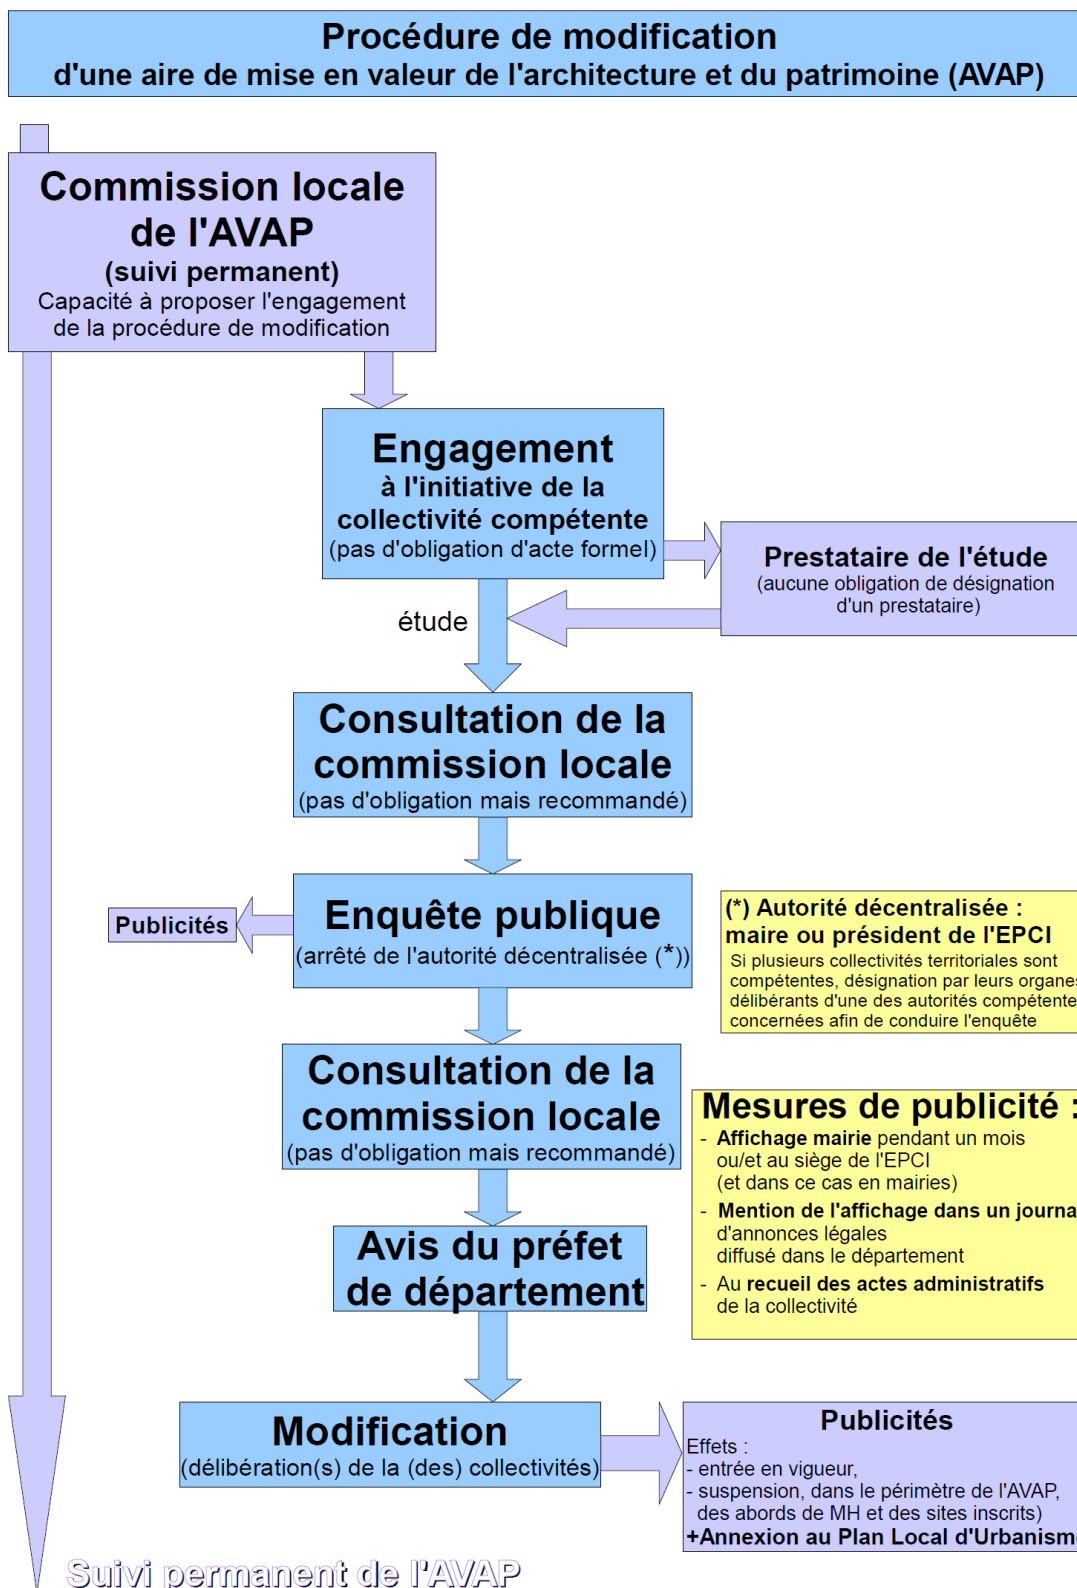 Procédure de modification
d'une aire de mise en valeur de l'architecture et du patrimoine (AVAP)
Commission locale
de l'AVAP
(suivi permanent)
Capacité à proposer l'engagement
de la procédure de modification
Engagement
à l'initiative de la
collectivité compétente
(pas d'obligation d'acte formel)
Prestataire de l'étude
(aucune obligation de désignation
d'un prestataire)
étude
Consultation de la
commission locale
(pas d'obligation mais recommandé)
Enquête publique
(arrêté de l'autorité décentralisée (*))
Publicités
(*) Autorité décentralisée :
maire ou président de l'EPCI
Si plusieurs collectivités territoriales sont
compétentes, désignation par leurs organes
délibérants d'une des autorités compétente
concernées afin de conduire l'enquête
Consultation de la
commission locale
(pas d'obligation mais recommandé)
Mesures de publicité :
- Affichage mairie pendant un mois
ou/et au siège de l'EPCI
(et dans ce cas en mairies)
- Mention de l'affichage dans un journa
d'annonces légales
diffusé dans le département
- Au recueil des actes administratifs
de la collectivité
Avis du préfet
de département
Modification
(délibération(s) de la (des) collectivités)
Publicités
Effets :
- entrée en vigueur,
- suspension, dans le périmètre de l'AVAP,
des abords de MH et des sites inscrits)
+Annexion au Plan Local d'Urbanisme
Suivi permanent de l'AVAP